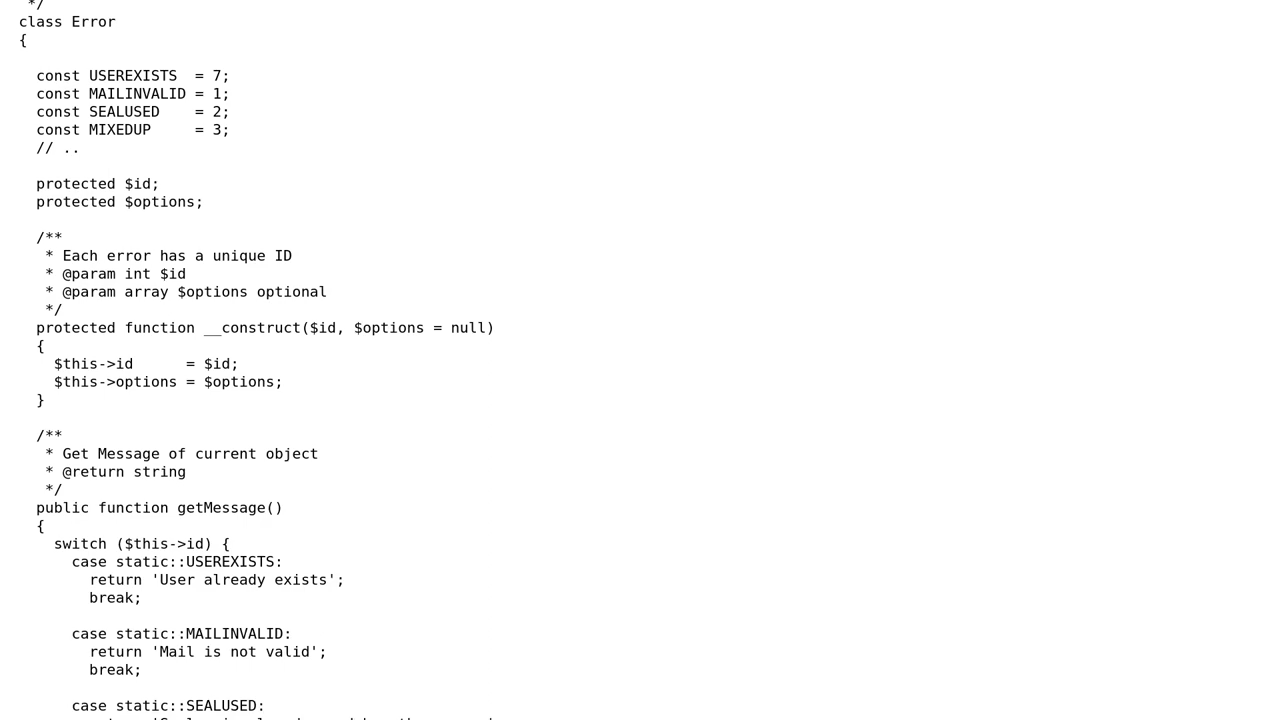 */
class Error
{

  const USEREXISTS  = 7;
  const MAILINVALID = 1;
  const SEALUSED    = 2;
  const MIXEDUP     = 3;
  // ..

  protected $id;
  protected $options;

  /**
   * Each error has a unique ID
   * @param int $id
   * @param array $options optional
   */
  protected function __construct($id, $options = null)
  {
    $this->id      = $id;
    $this->options = $options;
  }

  /**
   * Get Message of current object
   * @return string
   */
  public function getMessage()
  {
    switch ($this->id) {
      case static::USEREXISTS:
        return 'User already exists';
        break;

      case static::MAILINVALID:
        return 'Mail is not valid';
        break;

      case static::SEALUSED: